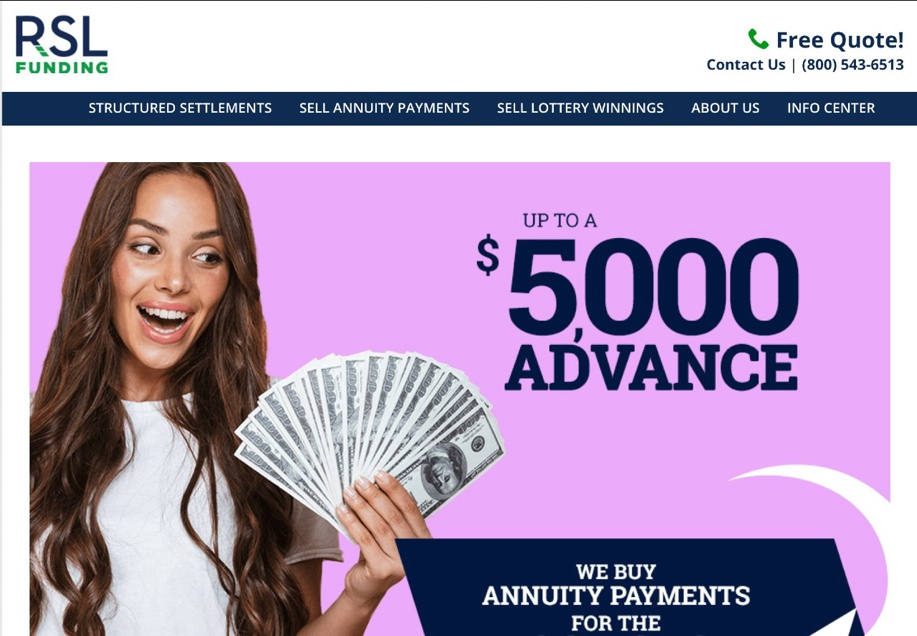 RSL
FUNDING
Free Quote!
Contact Us | (800) 543-6513
STRUCTURED SETTLEMENTS SELL ANNUITY PAYMENTS SELL LOTTERY WINNINGS ABOUT US INFO CENTER
UP TO A
$5,000
ADVANCE
WE BUY
ANNUITY PAYMENTS
FOR THE